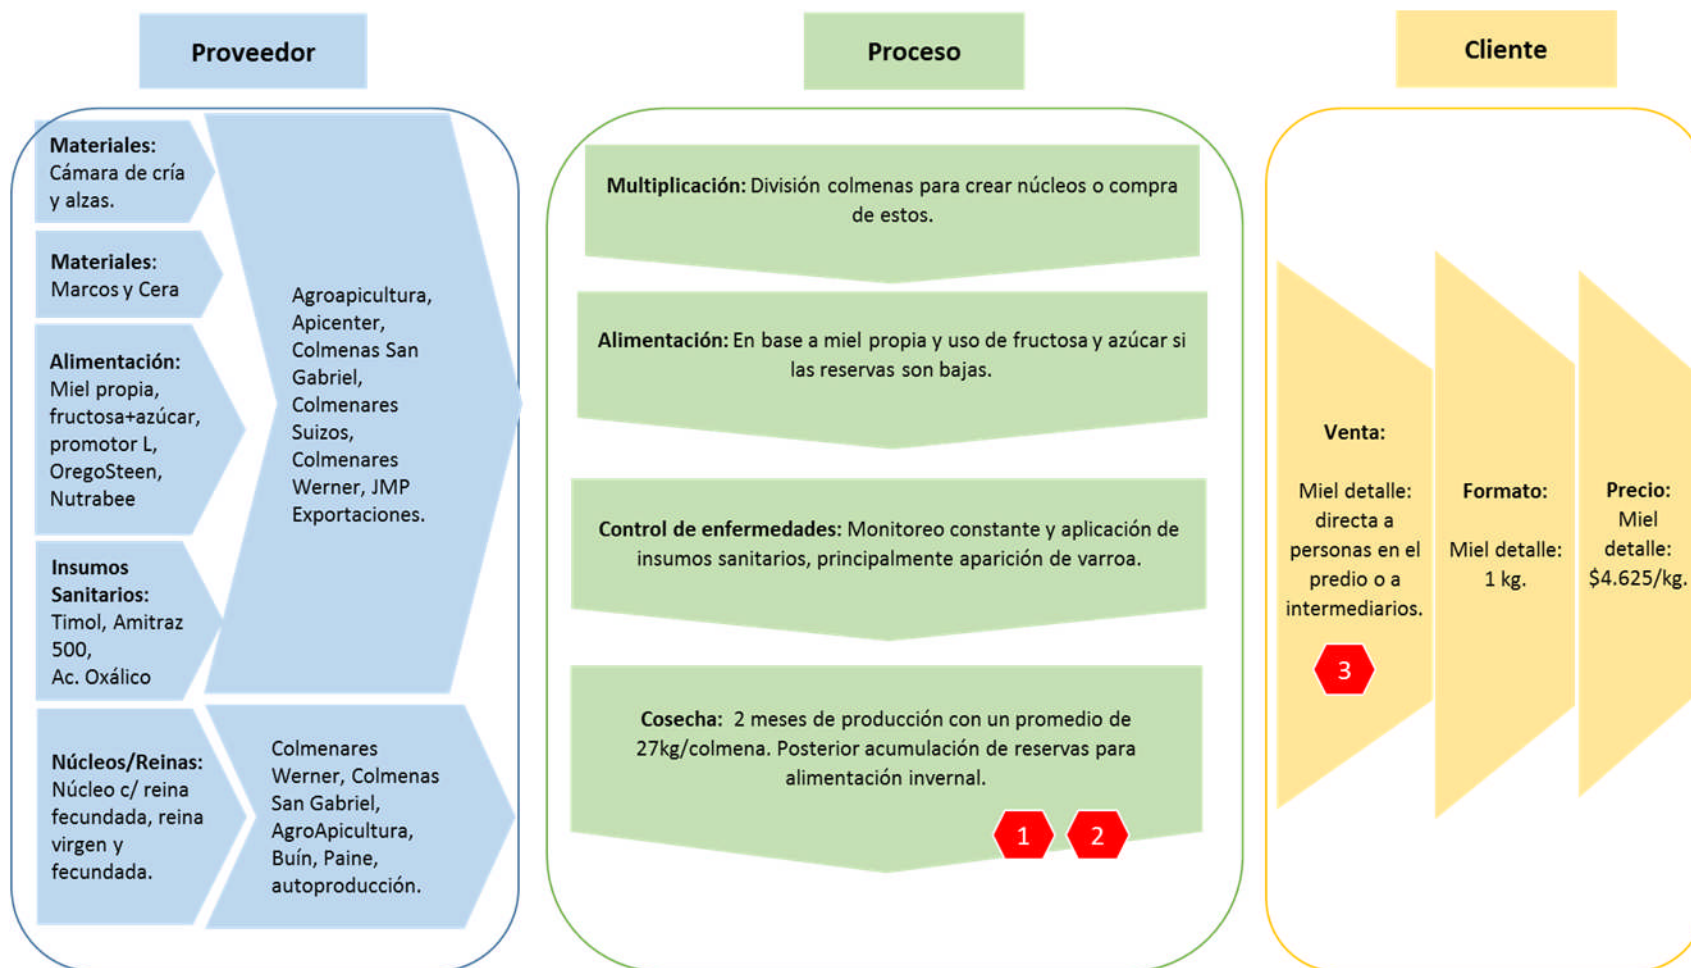 Proveedor
Materiales:
Cámara de cría
y alzas.
Materiales:
Marcos y Cera
Alimentación:
Miel propia,
fructosa+azúcar,
promotor L,
OregoSteen,
Nutrabee
Insumos
Sanitarios:
Timol, Amitraz
500,
Ac. Oxálico
Núcleos/Reinas:
Núcleo c/ reina
fecundada, reina
virgen y
fecundada.
Agroapicultura,
Apicenter,
Colmenas San
Gabriel,
Colmenares
Suizos,
Colmenares
Werner, JMP
Exportaciones.
Colmenares
Werner, Colmenas
San Gabriel,
AgroApicultura,
Buín, Paine,
autoproducción.
Proceso
Multiplicación: División colmenas para crear núcleos o compra
de estos.
Alimentación: En base a miel propia y uso de fructosa y azúcar si
las reservas son bajas.
Control de enfermedades: Monitoreo constante y aplicación de
insumos sanitarios, principalmente aparición de varroa.
Cosecha: 2 meses de producción con un promedio de
27kg/colmena. Posterior acumulación de reservas para
alimentación invernal.
1 2
Cliente
Venta:
Miel detalle:
directa a
personas en el
predio o a
intermediarios.
3
Formato:
Miel detalle:
1 kg.
Precio:
Miel
detalle:
$4.625/kg.